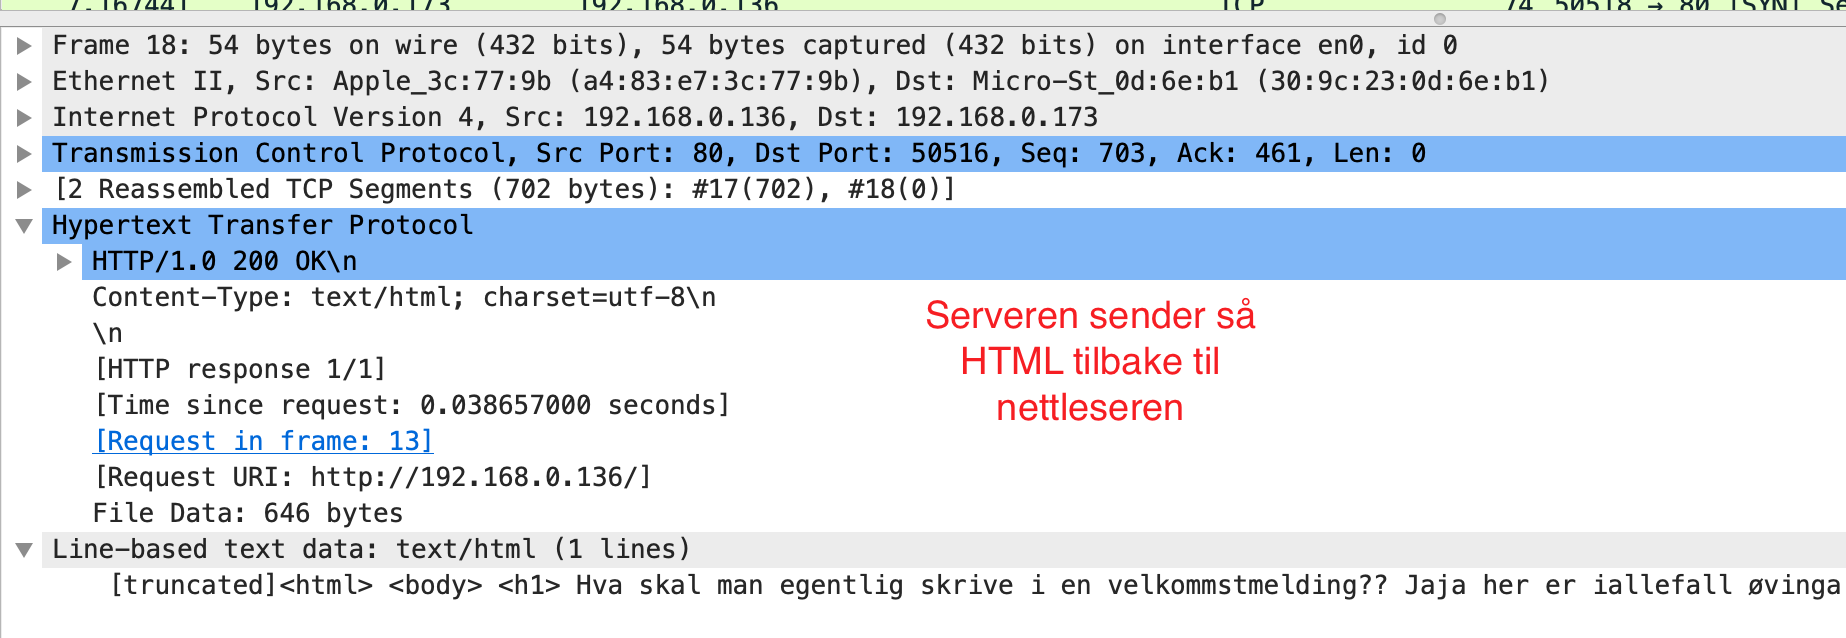 7.167441 192.168.0.173 192.168.0.136 TCP 74 50518 → 80 [SYN]
Frame 18: 54 bytes on wire (432 bits), 54 bytes captured (432 bits) on interface en0, id 0
Ethernet II, Src: Apple_3c:77:9b (a4:83:e7:3c:77:9b), Dst: Micro-St_0d:6e:b1 (30:9c:23:0d:6e:b1)
Internet Protocol Version 4, Src: 192.168.0.136, Dst: 192.168.0.173
Transmission Control Protocol, Src Port: 80, Dst Port: 50516, Seq: 703, Ack: 461, Len: 0
[2 Reassembled TCP Segments (702 bytes): #17(702), #18(0)]
Hypertext Transfer Protocol
HTTP/1.0 200 OK\n
Content-Type: text/html; charset=utf-8\n
\n
[HTTP response 1/1]
[Time since request: 0.038657000 seconds]
[Request in frame: 13]
[Request URI: http://192.168.0.136/]
File Data: 646 bytes
Line-based text data: text/html (1 lines)
[truncated]<html> <body> <h1> Hva skal man egentlig skrive i en velkommstmelding?? Jaja her er iallefall øvinga
Serveren sender så
HTML tilbake til
nettleseren